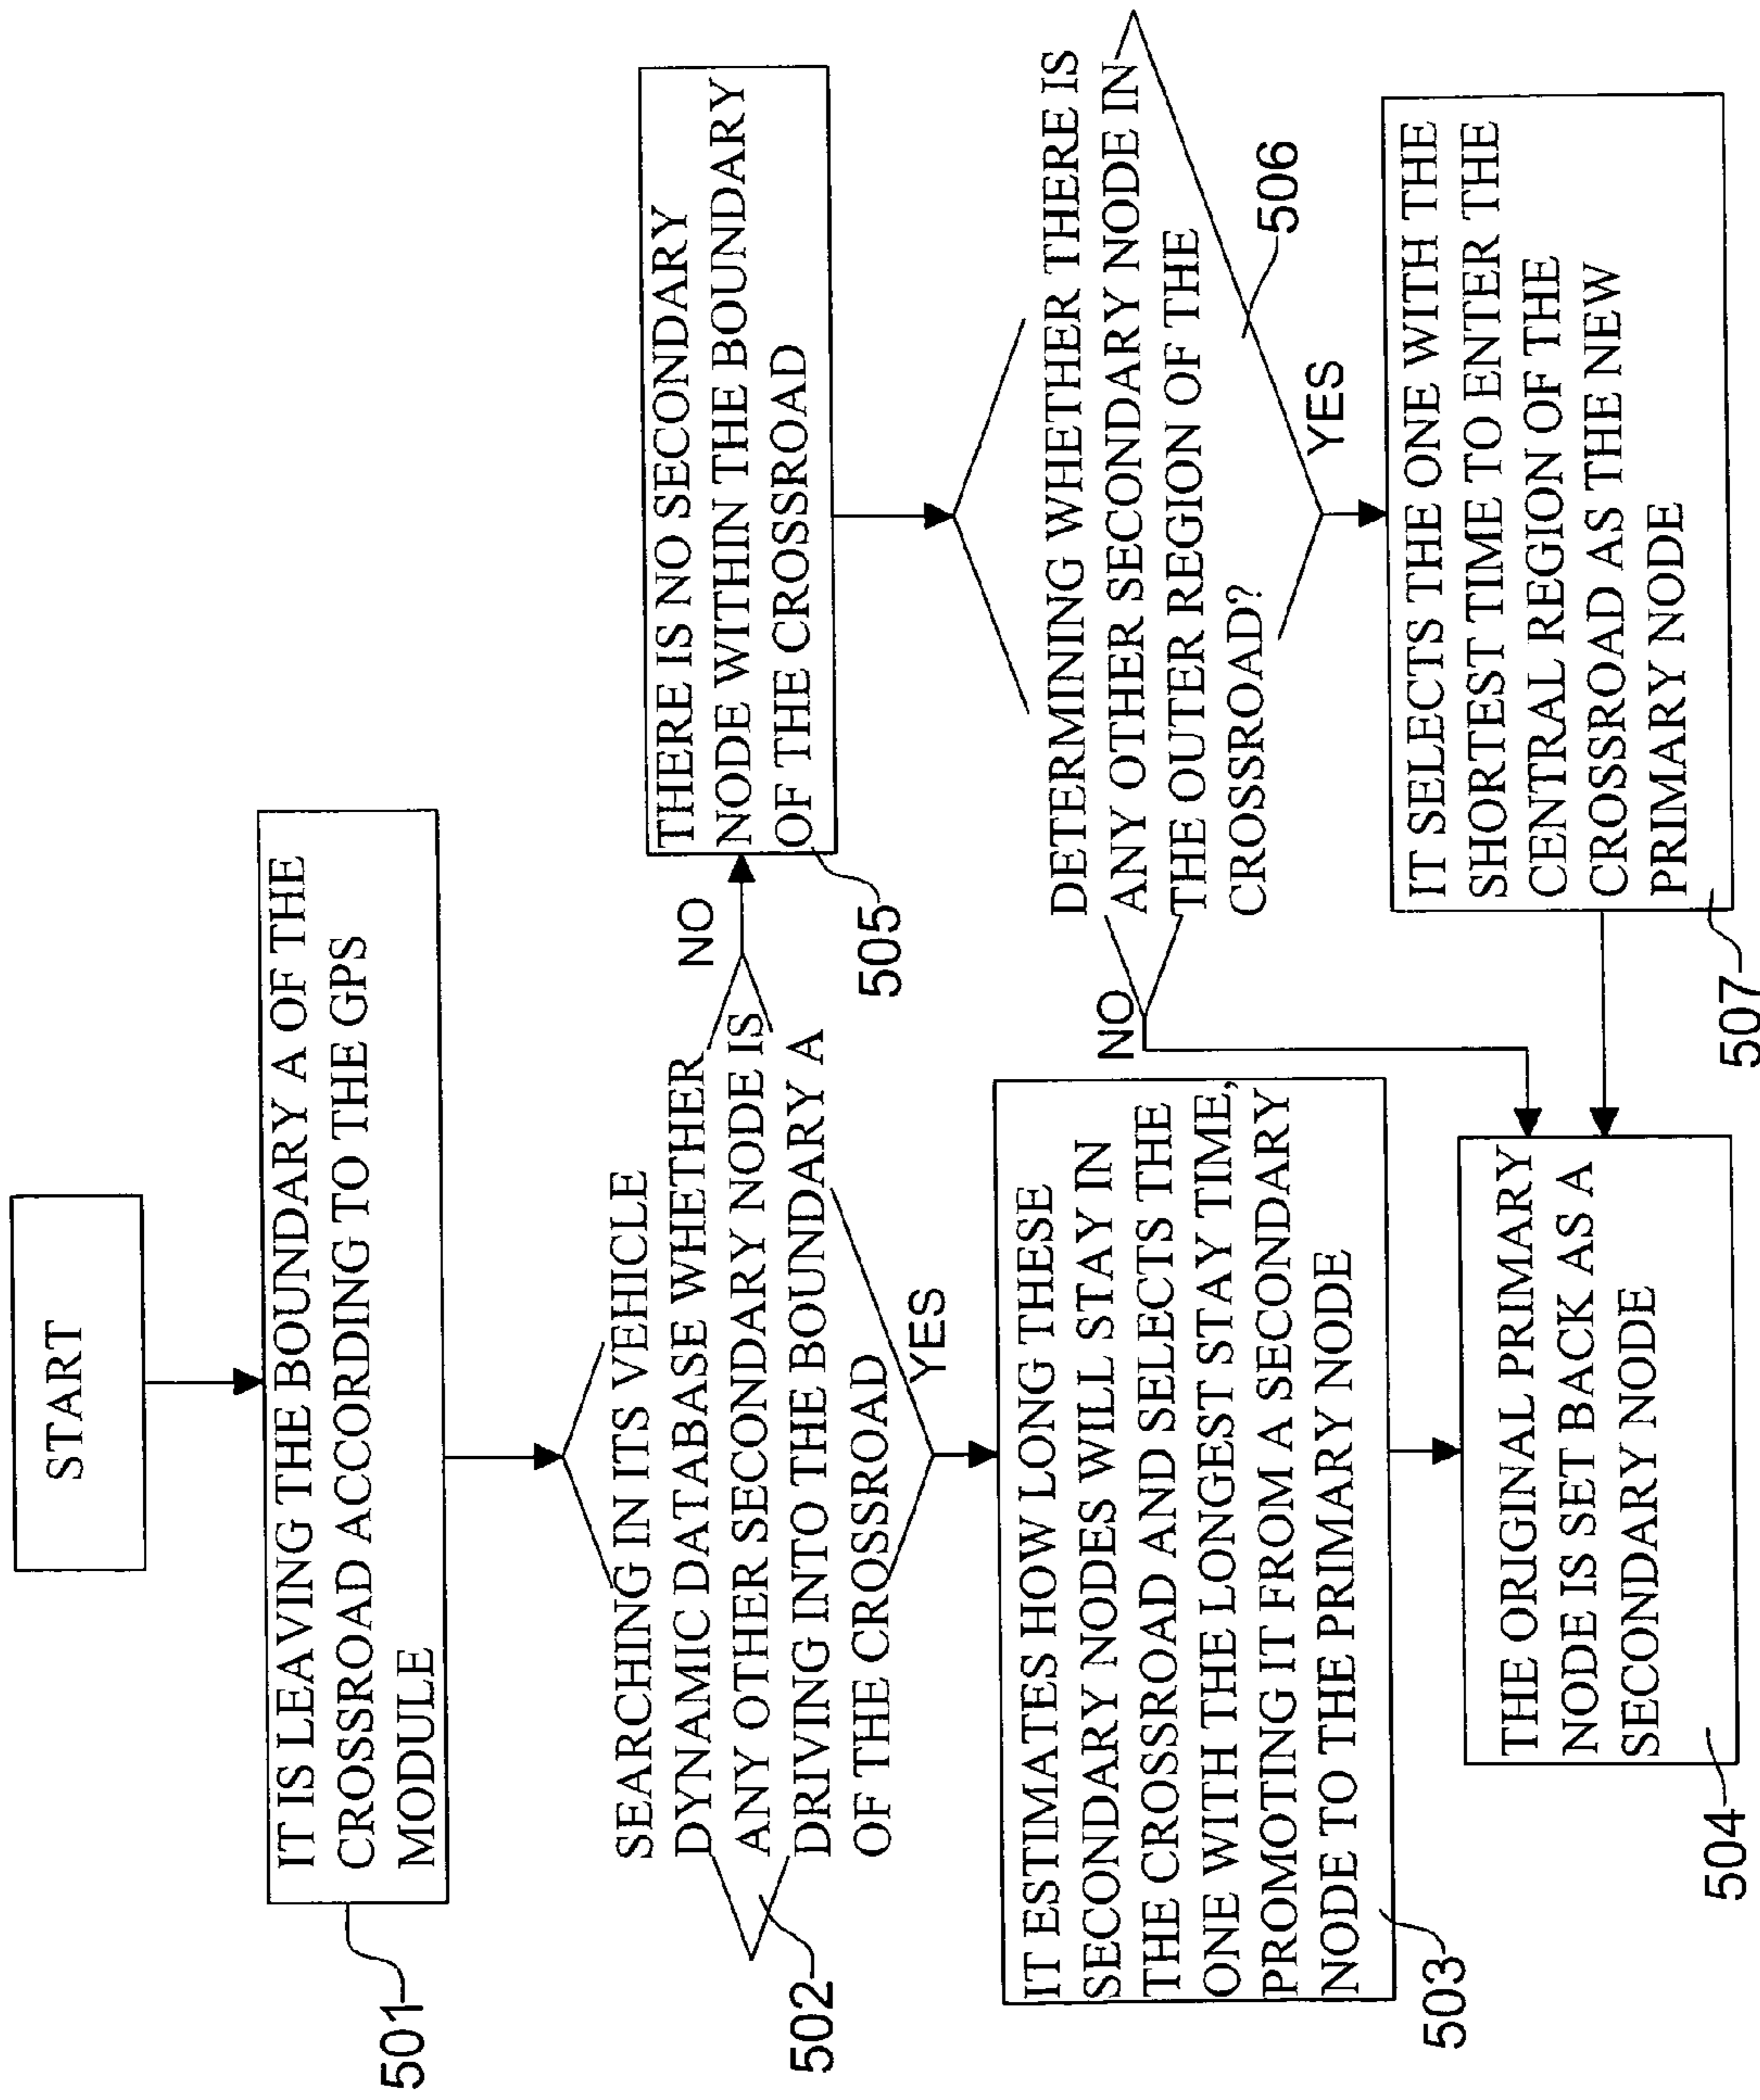 START
IT IS LEAVING THE BOUNDARY A OF THE
CROSSROAD ACCORDING TO THE GPS
MODULE
501
SEARCHING IN ITS VEHICLE
DYNAMIC DATABASE WHETHER
ANY OTHER SECONDARY NODE IS
DRIVING INTO THE BOUNDARY A
OF THE CROSSROAD
502
NO
YES
THERE IS NO SECONDARY
NODE WITHIN THE BOUNDARY
OF THE CROSSROAD
505
IT ESTIMATES HOW LONG THESE
SECONDARY NODES WILL STAY IN
THE CROSSROAD AND SELECTS THE
ONE WITH THE LONGEST STAY TIME,
PROMOTING IT FROM A SECONDARY
NODE TO THE PRIMARY NODE
503
DETERMINING WHETHER THERE IS
ANY OTHER SECONDARY NODE IN
THE OUTER REGION OF THE
CROSSROAD?
506
NO
YES
THE ORIGINAL PRIMARY
NODE IS SET BACK AS A
SECONDARY NODE
504
IT SELECTS THE ONE WITH THE
SHORTEST TIME TO ENTER THE
CENTRAL REGION OF THE
CROSSROAD AS THE NEW
PRIMARY NODE
507